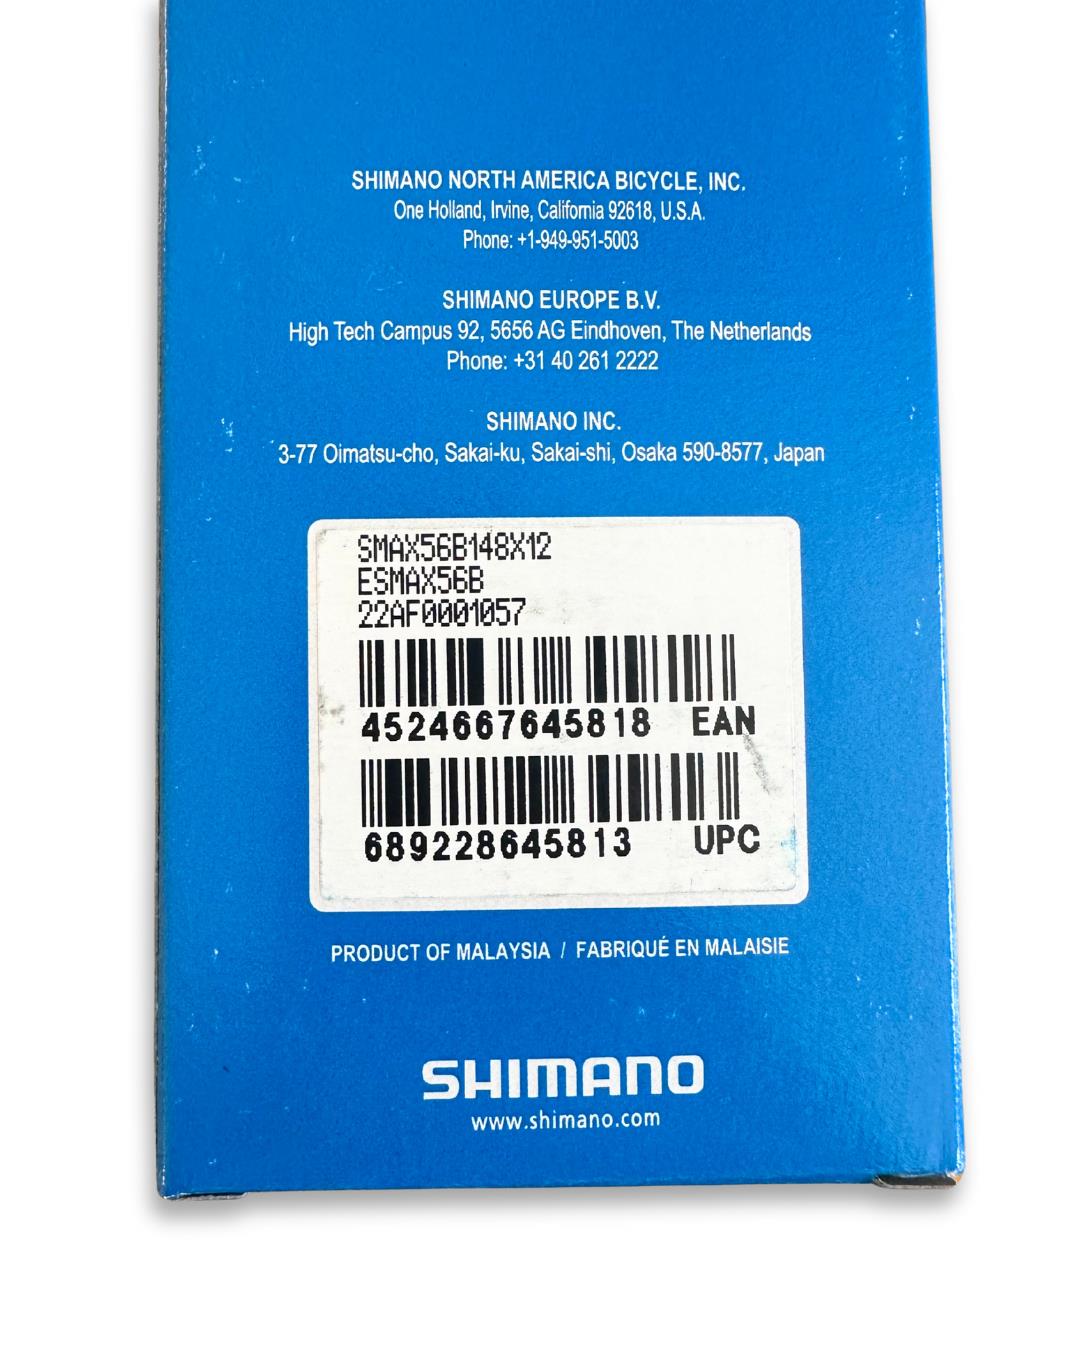 SHIMANO NORTH AMERICA BICYCLE, INC.
One Holland, Irvine, California 92618, U.S.A.
Phone: +1-949-951-5003
SHIMANO EUROPE B.V.
High Tech Campus 92, 5656 AG Eindhoven, The Netherlands
Phone: +31 40 261 2222
SHIMANO INC.
3-77 Oimatsu-cho, Sakai-ku, Sakai-shi, Osaka 590-8577, Japan
SMAX56B148X12
ESMAX56B
22AF0001057
4524667645818 EAN
689228645813 UPC
PRODUCT OF MALAYSIA / FABRIQUÉ EN MALAISIE
SHIMANO
www.shimano.com